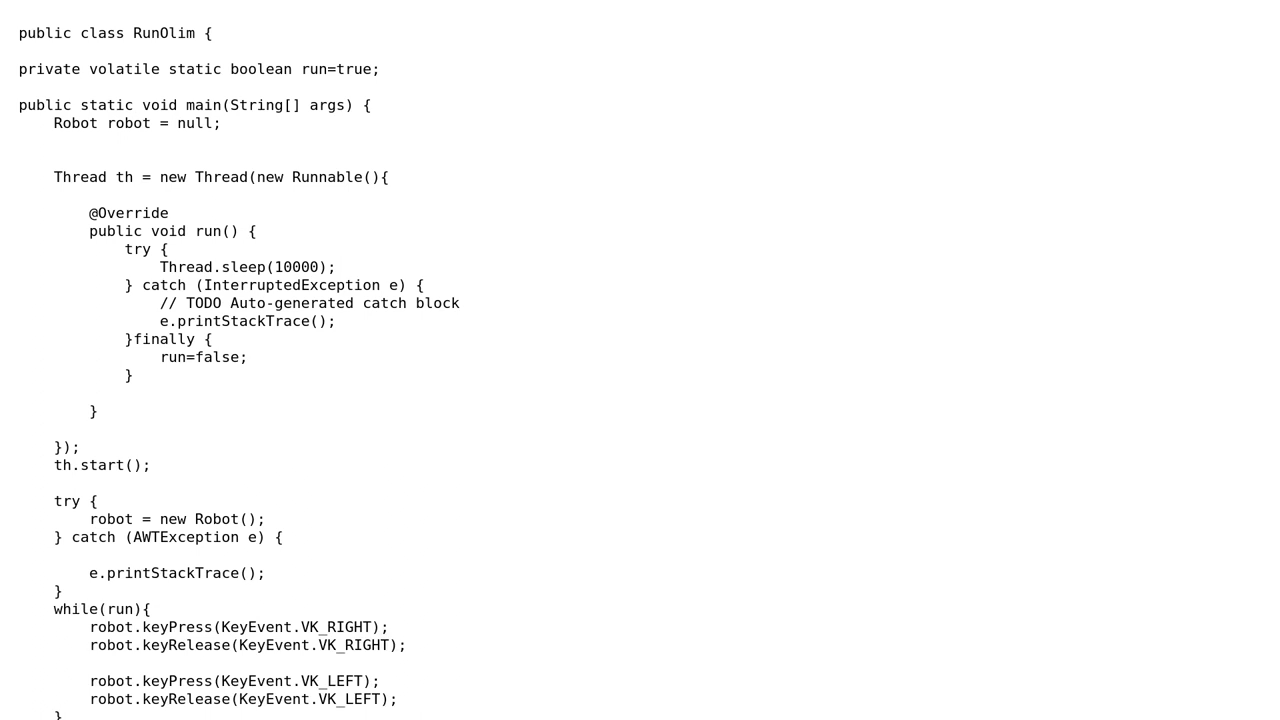 public class RunOlim {
private volatile static boolean run=true;
public static void main(String[] args) {
Robot robot = null;
Thread th = new Thread(new Runnable(){
@Override
public void run() {
try {
Thread.sleep(10000);
} catch (InterruptedException e) {
// TODO Auto-generated catch block
e.printStackTrace();
}finally {
run=false;
}
}
});
th.start();
try {
robot = new Robot();
} catch (AWTException e) {
e.printStackTrace();
}
while(run){
robot.keyPress(KeyEvent.VK_RIGHT);
robot.keyRelease(KeyEvent.VK_RIGHT);
robot.keyPress(KeyEvent.VK_LEFT);
robot.keyRelease(KeyEvent.VK_LEFT);
}